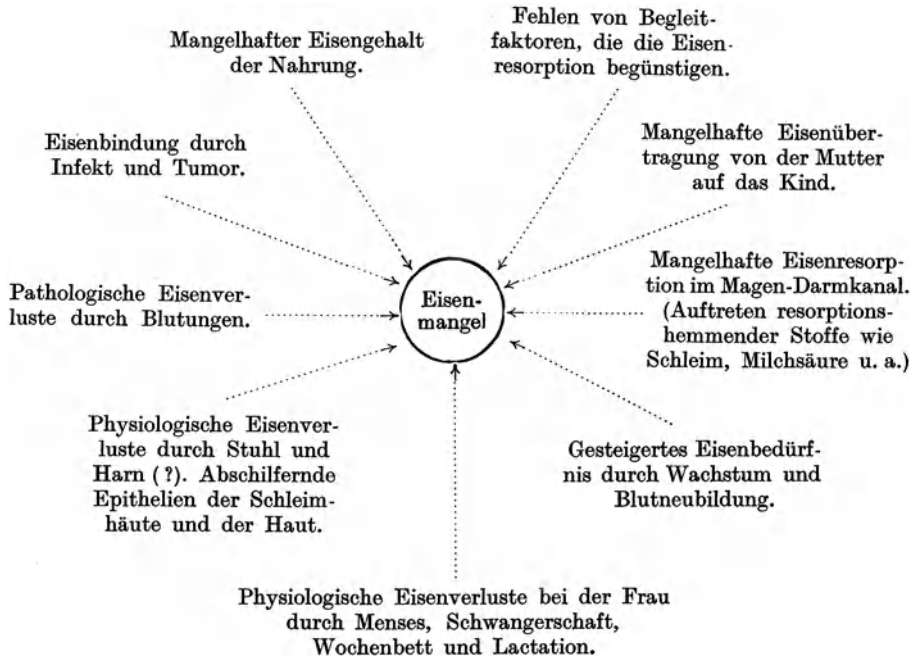 Mangelhafter Eisengehalt
der Nahrung.
Fehlen von Begleit-
faktoren, die die Eisen-
resorption begünstigen.
Eisenbindung durch
Infekt und Tumor.
Mangelhafte Eisenüber-
tragung von der Mutter
auf das Kind.
Pathologische Eisenver-
luste durch Blutungen.
Eisen-
mangel
Mangelhafte Eisenresorp-
tion im Magen-Darmkanal.
(Auftreten resorptions-
hemmender Stoffe wie
Schleim, Milchsäure u. a.)
Physiologische Eisenver-
luste durch Stuhl und
Harn (?). Abschilfernde
Epithelien der Schleim-
häute und der Haut.
Gesteigertes Eisenbedürf-
nis durch Wachstum und
Blutneubildung.
Physiologische Eisenverluste bei der Frau
durch Menses, Schwangerschaft,
Wochenbett und Lactation.